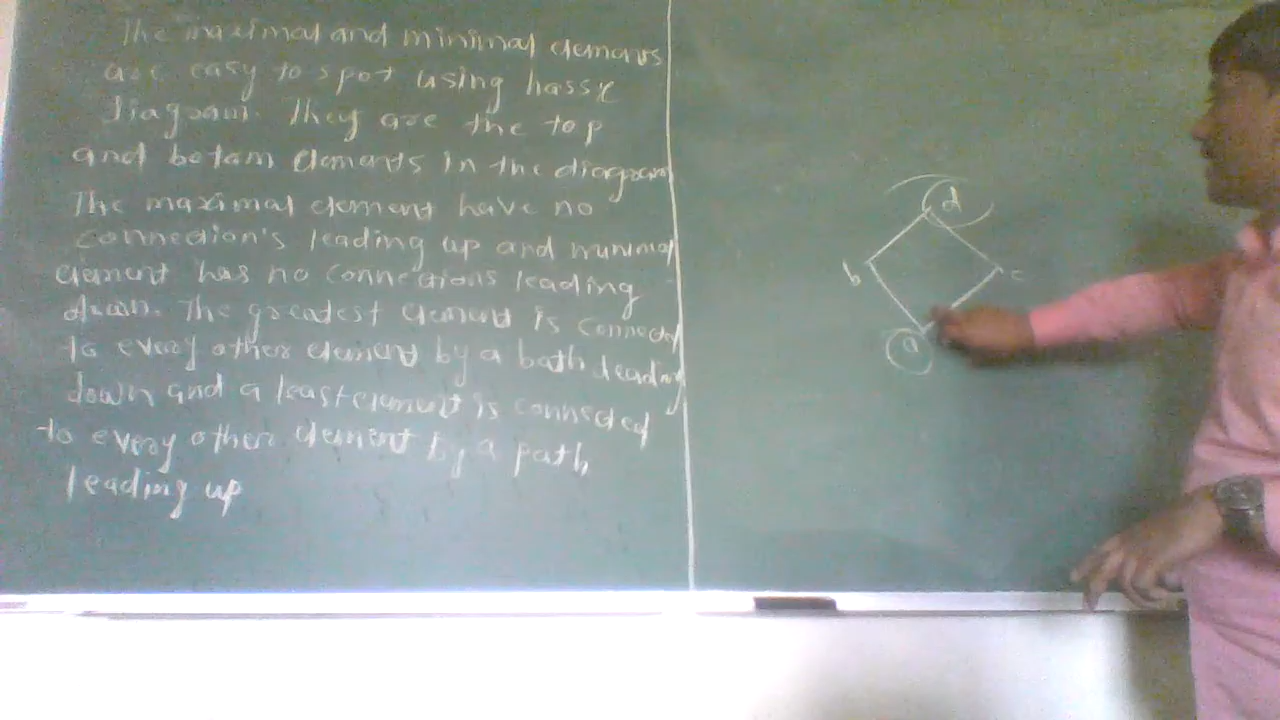 The maximal and minimal elements
are easy to spot using hasse
Diagram. They are the top
and botam elements in the diagram
The maximal element have no
connection's leading up and minimal
element has no connections leading
down. The greatest element is connected
to every other element by a bath leading
down and a least element is connected
to every other element by a path
leading up
d
b
c
a